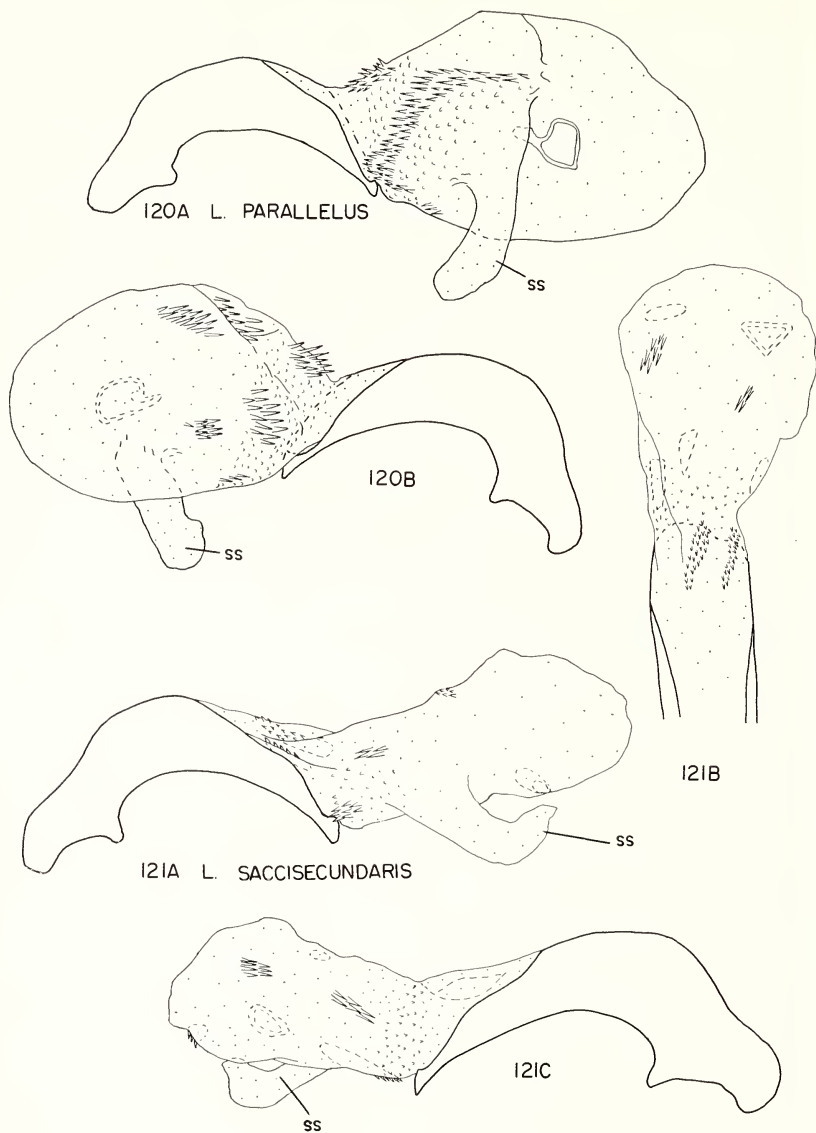 120A L. PARALLELUS
ss
120B
ss
121B
ss
121A L. SACCISECUNDARIS
121C
ss